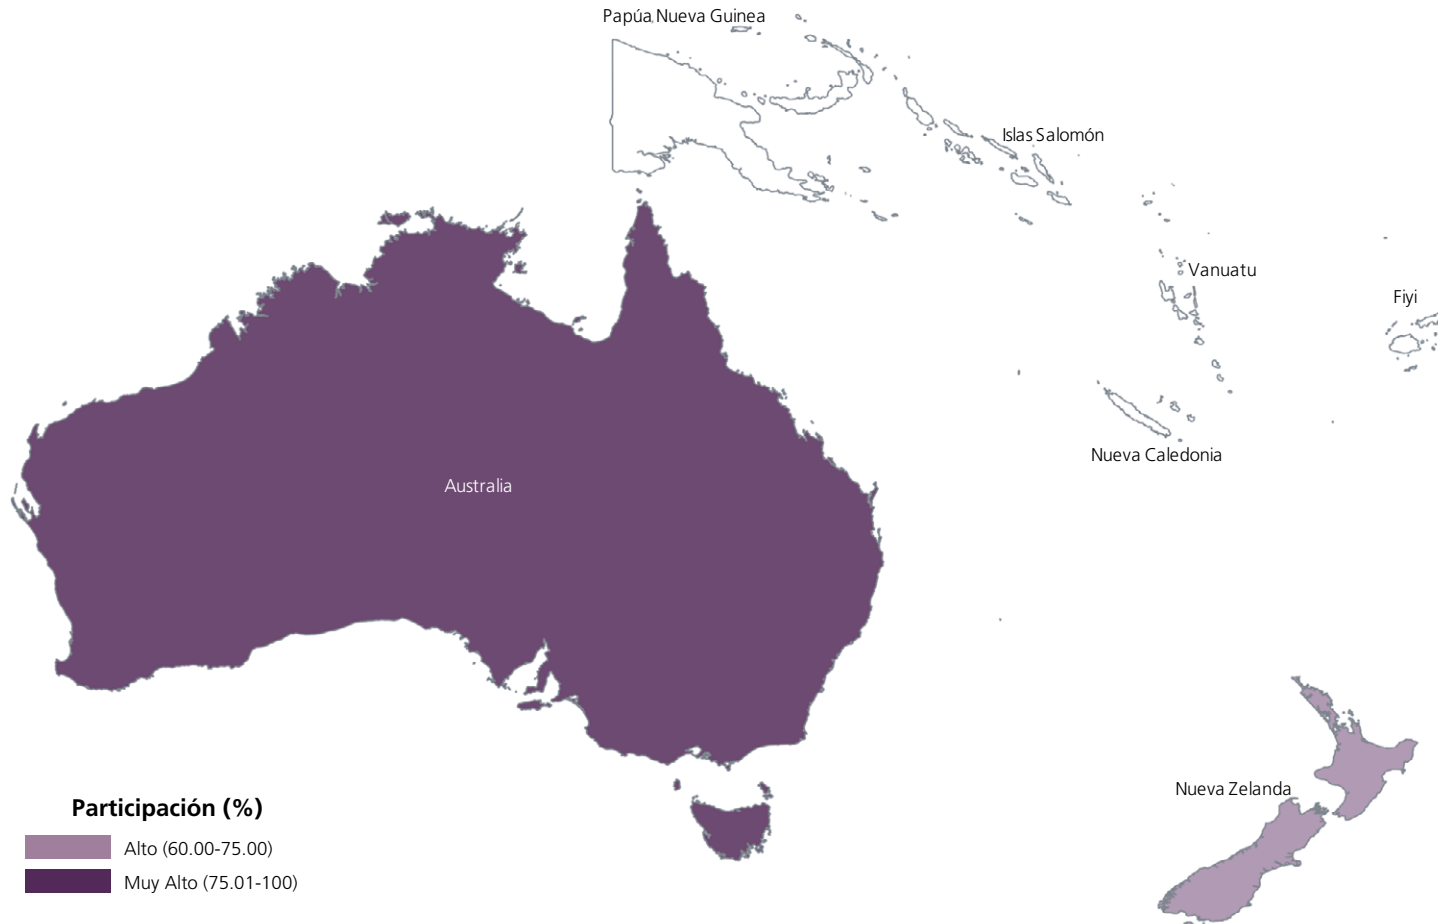 Papúa Nueva Guinea
Islas Salomón
Vanuatu
Fiyi
Nueva Caledonia
Australia
Nueva Zelanda
Participación (%)
Alto (60.00-75.00)
Muy Alto (75.01-100)